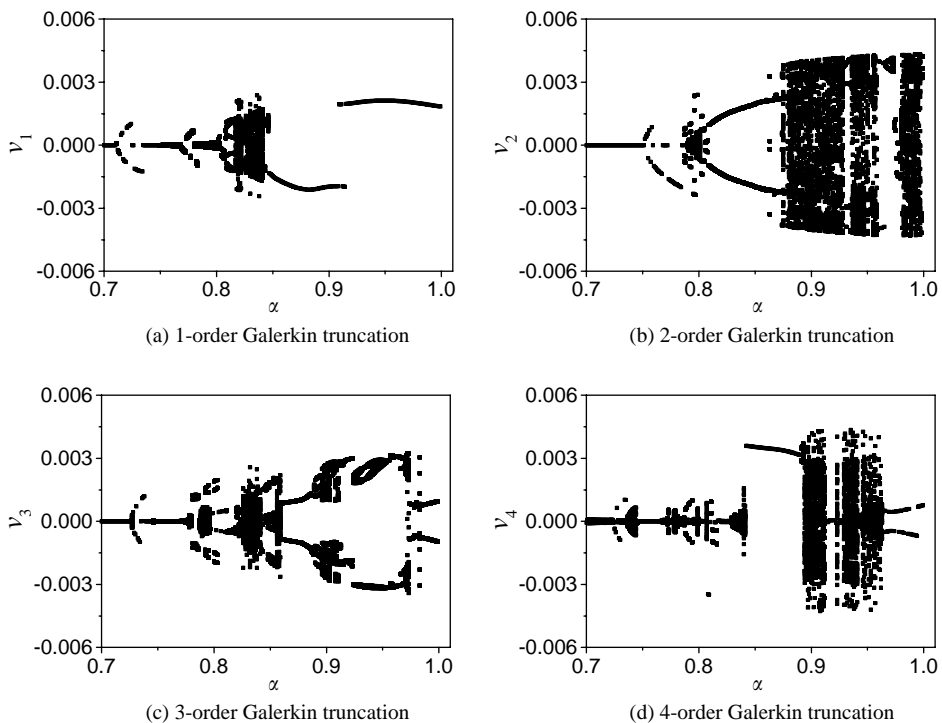 0.006
0.003
0.000
-0.003
-0.006
v1
0.7 0.8 0.9 1.0
α
(a) 1-order Galerkin truncation
0.006
0.003
0.000
-0.003
-0.006
v2
0.7 0.8 0.9 1.0
α
(b) 2-order Galerkin truncation
0.006
0.003
0.000
-0.003
-0.006
v3
0.7 0.8 0.9 1.0
α
(c) 3-order Galerkin truncation
0.006
0.003
0.000
-0.003
-0.006
v4
0.7 0.8 0.9 1.0
α
(d) 4-order Galerkin truncation